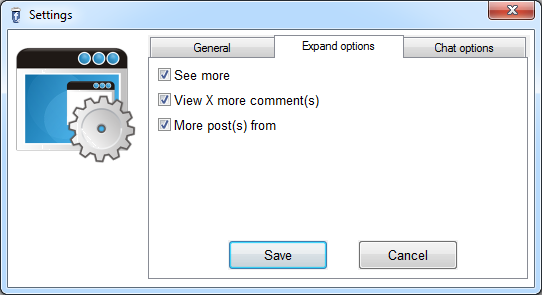 Settings
General
Expand options
Chat options
See more
View X more comment(s)
More post(s) from
Save
Cancel